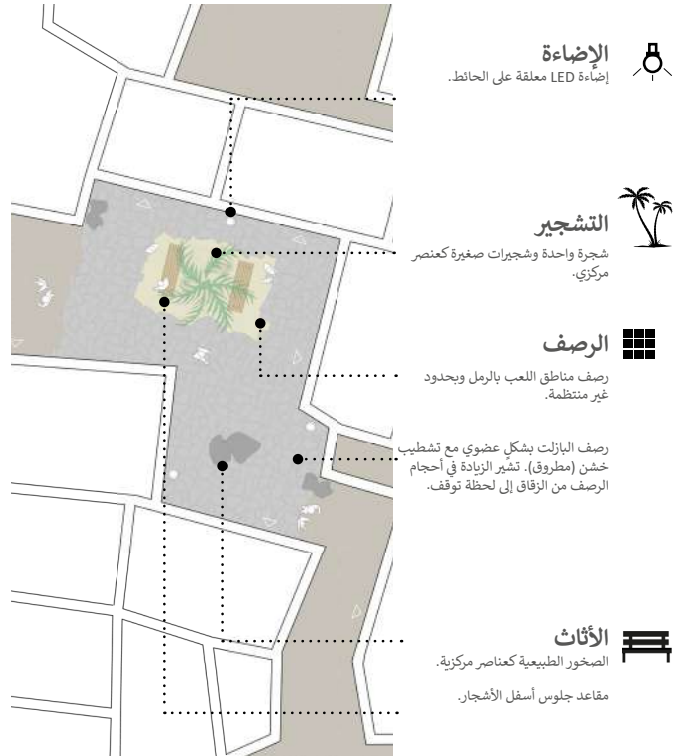 الإضاءة
إضاءة LED معلقة على الحائط.
التشجير
شجرة واحدة وشجيرات صغيرة كعنصر
مركزي.
الرصف
رصف مناطق اللعب بالرمل وبحدود
غير منتظمة.
رصف البازلت بشكلٍ عضوي مع تشطيب
خشن (مطروق). تشير الزيادة في أحجام
الرصف من الزقاق إلى لحظة توقف.
الأثاث
الصخور الطبيعية كعناصر مركزية.
مقاعد جلوس أسفل الأشجار.